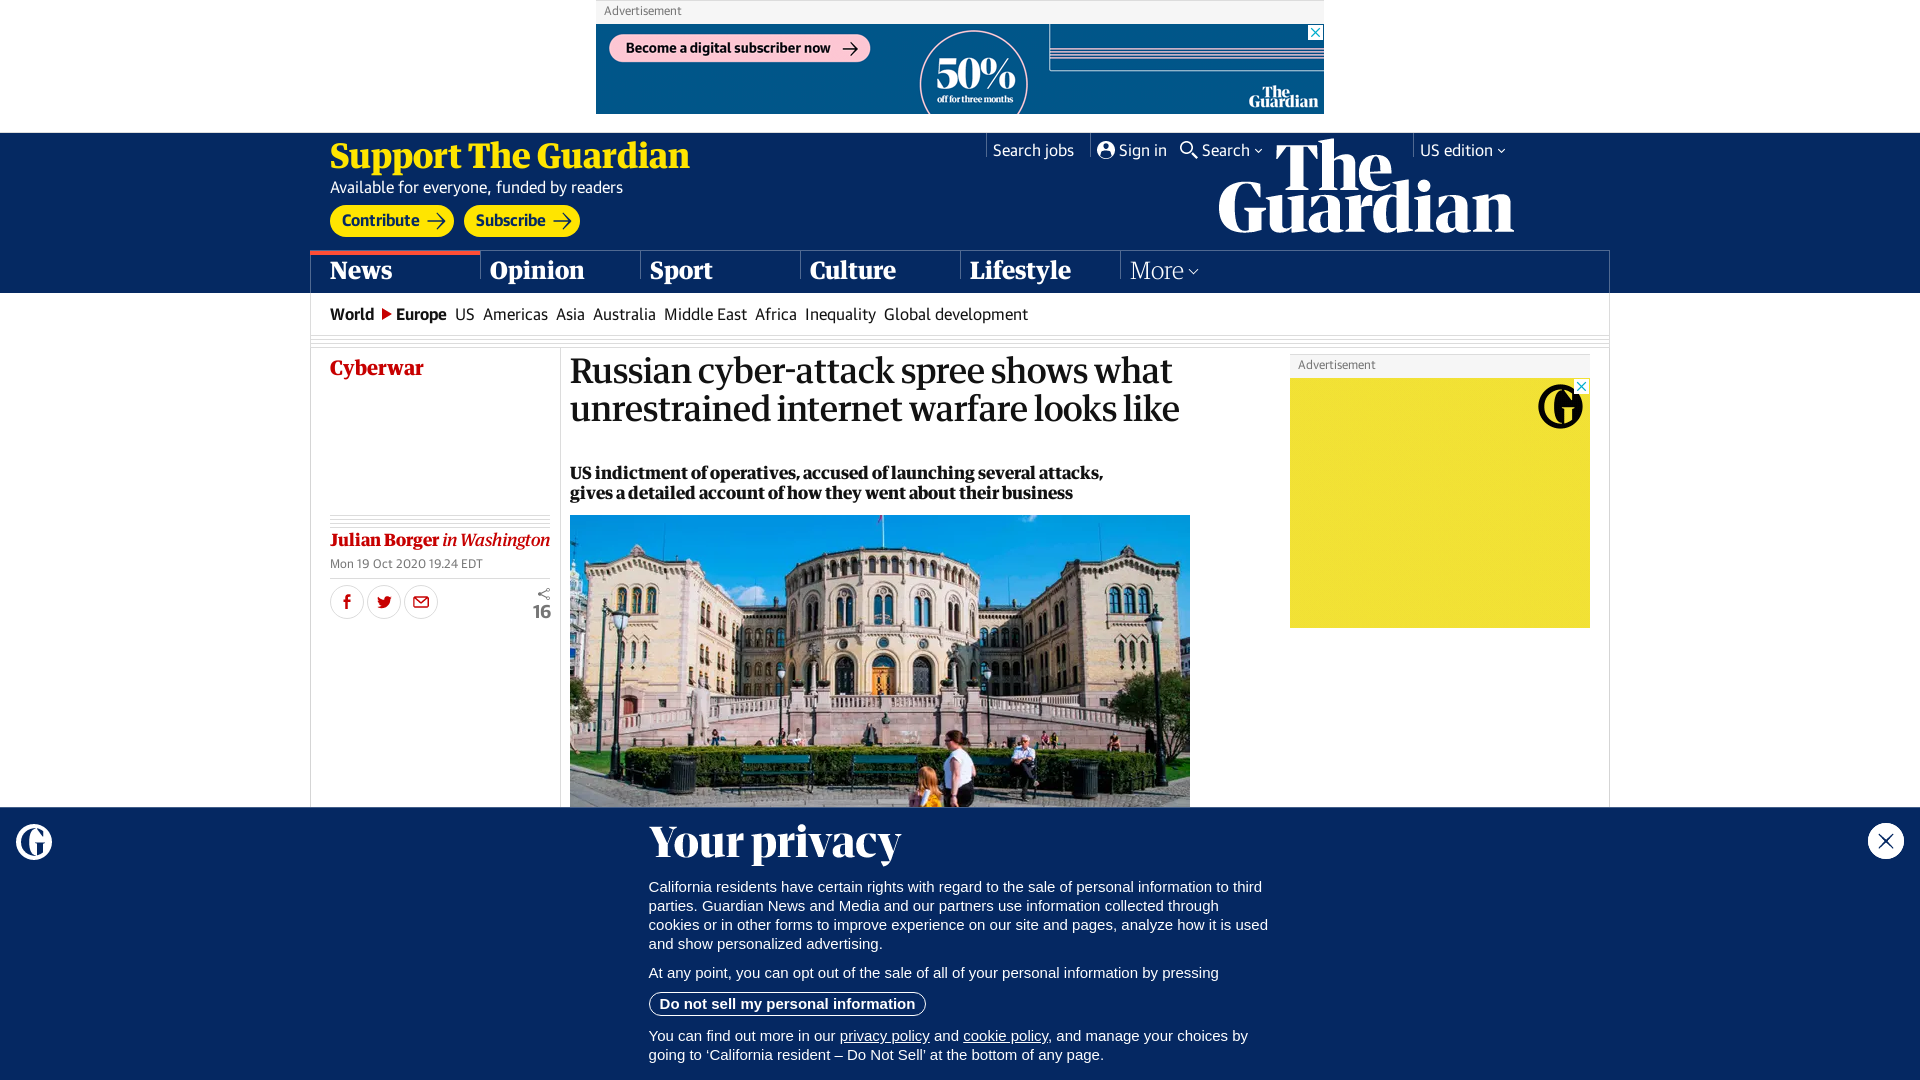 Advertisement
Become a digital subscriber now
50%
off for three months
The
Guardian
Support The Guardian
Available for everyone, funded by readers
Contribute
Subscribe
Search jobs
Sign in
Search
US edition
The
Guardian
News
Opinion
Sport
Culture
Lifestyle
More
World
Europe
US
Americas
Asia
Australia
Middle East
Africa
Inequality
Global development
Cyberwar
Russian cyber-attack spree shows what
unrestrained internet warfare looks like
US indictment of operatives, accused of launching several attacks,
gives a detailed account of how they went about their business
Julian Borger in Washington
Mon 19 Oct 2020 19.24 EDT
16
Advertisement
G
G
Your privacy
California residents have certain rights with regard to the sale of personal information to third
parties. Guardian News and Media and our partners use information collected through
cookies or in other forms to improve experience on our site and pages, analyze how it is used
and show personalized advertising.
At any point, you can opt out of the sale of all of your personal information by pressing
Do not sell my personal information
You can find out more in our privacy policy and cookie policy, and manage your choices by
going to ‘California resident – Do Not Sell’ at the bottom of any page.